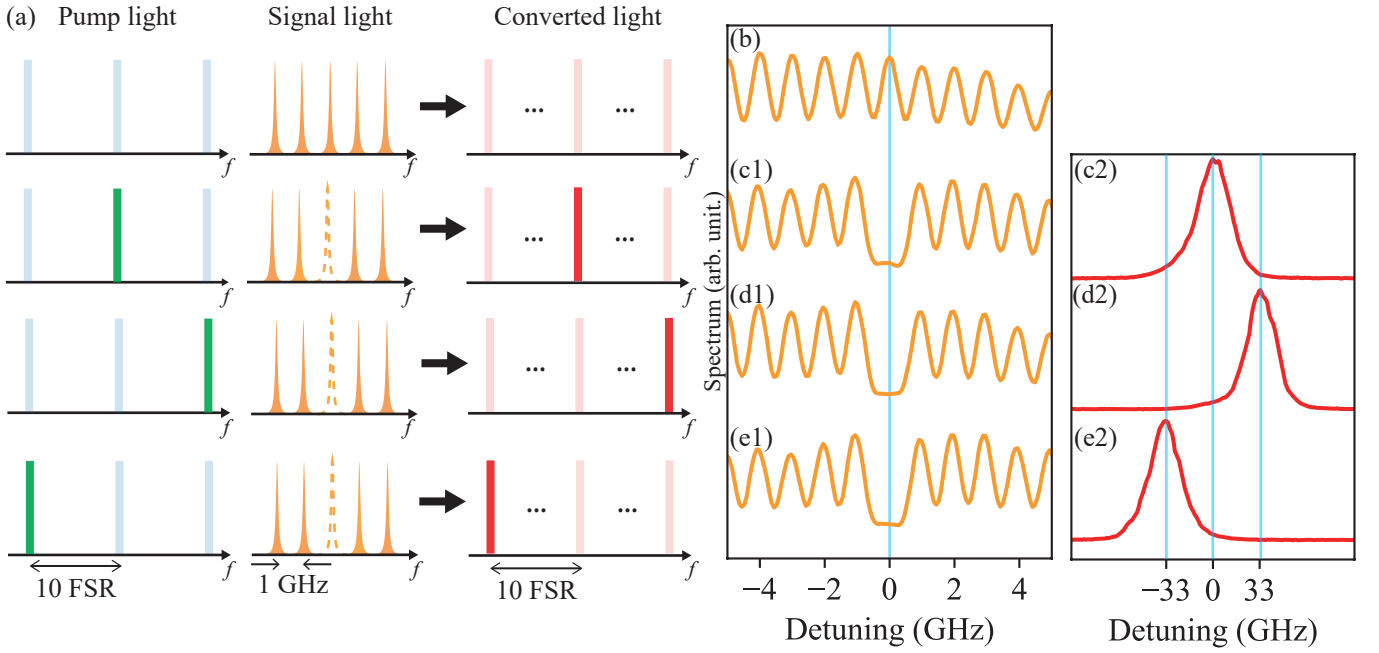 (a) Pump light Signal light Converted light
f f ... ... f
f f ... ... f
f f ... ... f
f f ... ... f
10 FSR 1 GHz 10 FSR
Spectrum (arb. unit.)
(b)
(c1)
(d1)
(e1)
−4 −2 0 2 4
Detuning (GHz)
(c2)
(d2)
(e2)
−33 0 33
Detuning (GHz)